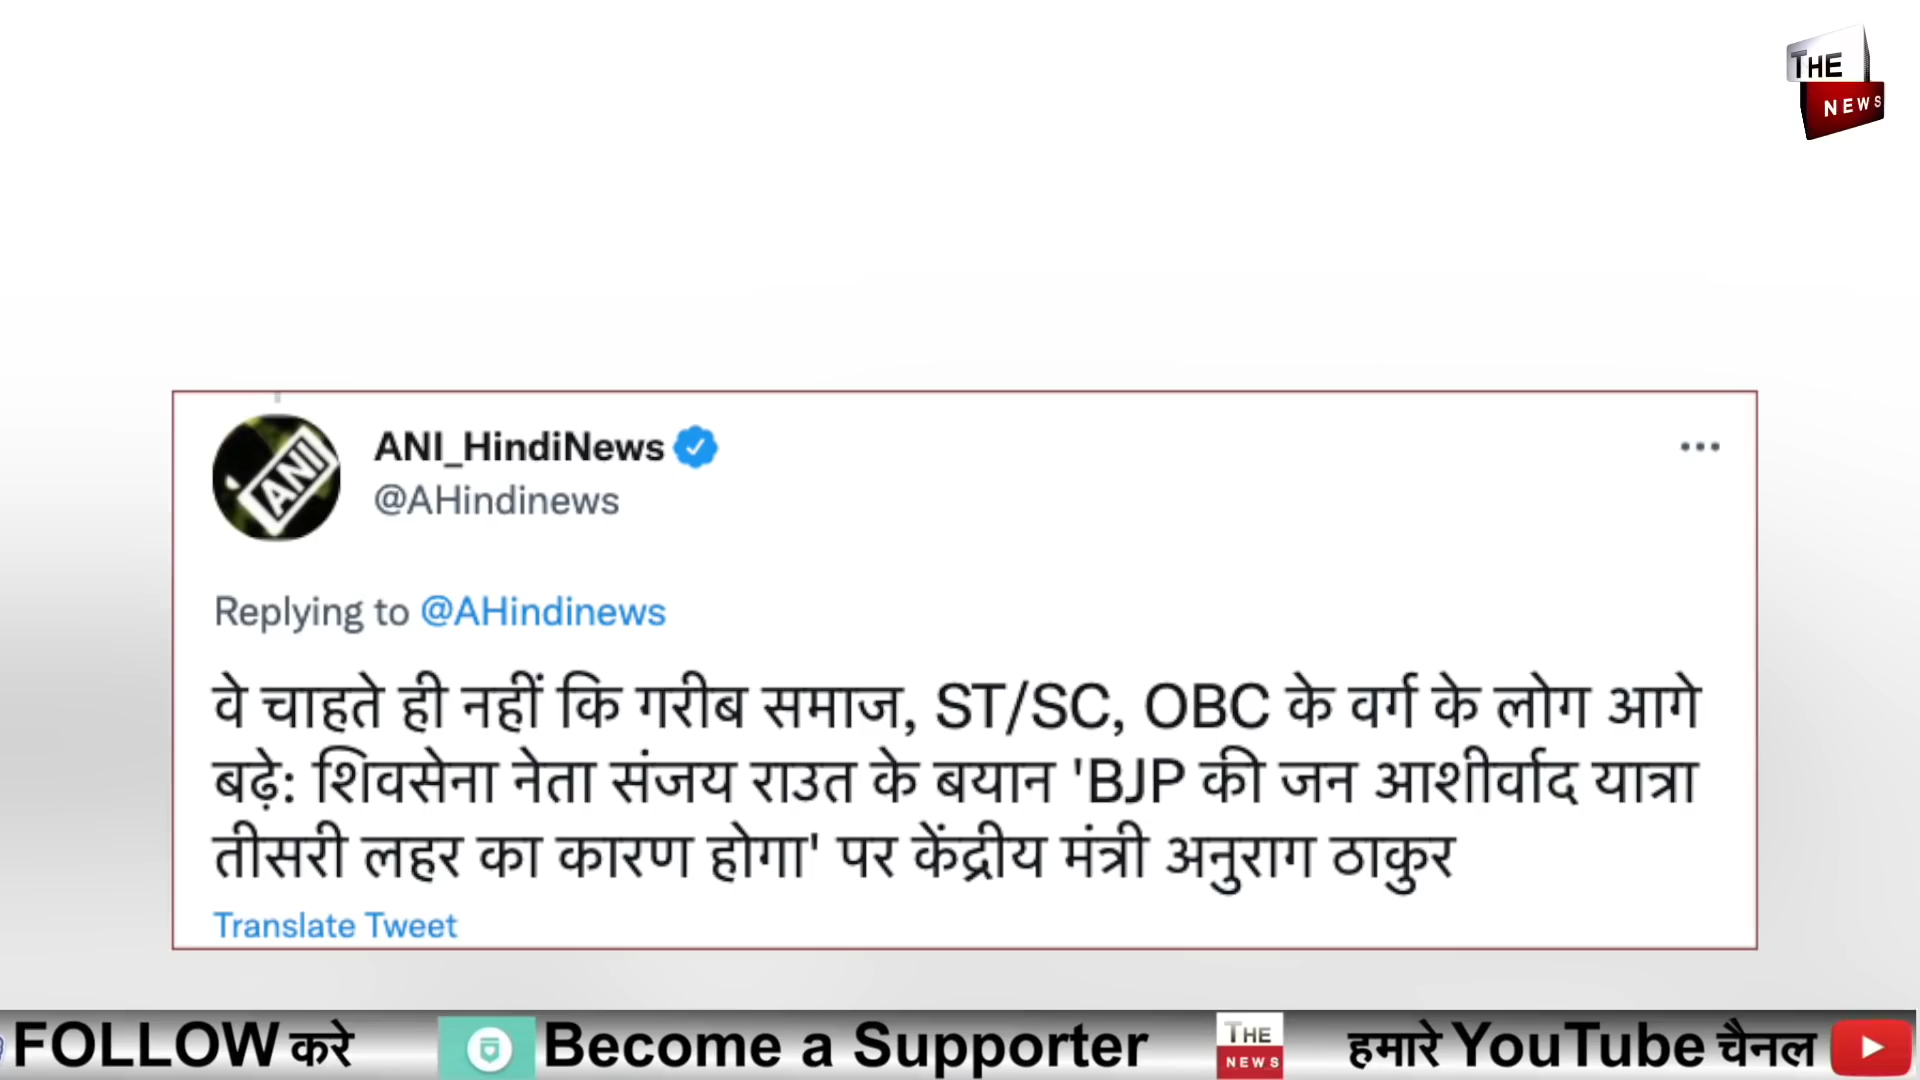 THE
NEWS
ANI
ANI_HindiNews
@AHindinews
Replying to @AHindinews
वे चाहते ही नहीं कि गरीब समाज, ST/SC, OBC के वर्ग के लोग आगे
बढ़े: शिवसेना नेता संजय राउत के बयान 'BJP की जन आशीर्वाद यात्रा
तीसरी लहर का कारण होगा' पर केंद्रीय मंत्री अनुराग ठाकुर
Translate Tweet
FOLLOW करे Become a Supporter THE NEWS हमारे YouTube चैनल